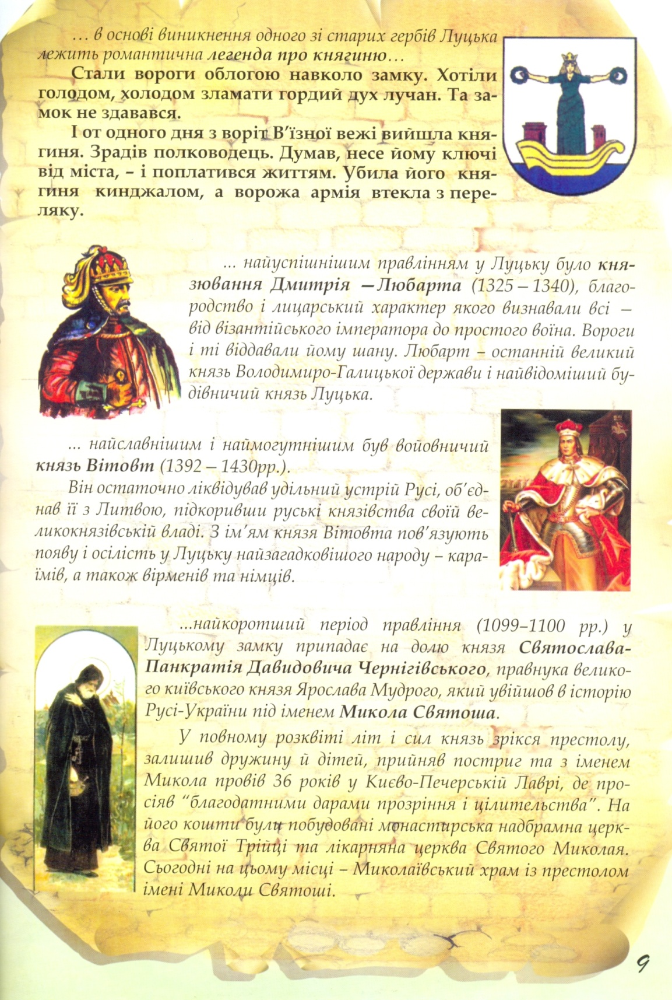 … в основі виникнення одного зі старих гербів Луцька
лежить романтична легенда про княгиню…
Стали вороги облогою навколо замку. Хотіли
голодом, холодом зламати гордий дух лучан. Та за-
мок не здавався.
І от одного дня з воріт В’їзної вежі вийшла кня-
гиня. Зрадів полководець. Думав, несе йому ключі
від міста, – і поплатився життям. Убила його кня-
гиня кинджалом, а ворожа армія втекла з пере-
ляку.
... найуспішнішим правлінням у Луцьку було кня-
зювання Дмитрія —Любарта (1325 – 1340), благо-
родство і лицарський характер якого визнавали всі –
від візантійського імператора до простого воїна. Вороги
і ті віддавали йому шану. Любарт – останній великий
князь Володимиро-Галицької держави і найвідоміший бу-
дівничий князь Луцька.
... найславнішим і наймогутнішим був войовничий
князь Вітовт (1392 – 1430рр.).
Він остаточно ліквідував удільний устрій Русі, об’єд-
нав її з Литвою, підкоривши руські князівства своїй ве-
ликокнязівській владі. З ім’ям князя Вітовта пов’язують
появу і осілість у Луцьку найзагадковішого народу – кара-
їмів, а також вірменів та німців.
...найкоротший період правління (1099–1100 рр.) у
Луцькому замку припадає на долю князя Святослава-
Панкратія Давидовича Чернігівського, правнука велико-
го київського князя Ярослава Мудрого, який увійшов в історію
Русі-України під іменем Микола Святоша.
У повному розквіті літ і сил князь зрікся престолу,
залишив дружину й дітей, прийняв постриг та з іменем
Микола провів 36 років у Києво-Печерській Лаврі, де про-
сіяв “благодатними дарами прозріння і цілительства”. На
його кошти були побудовані монастирська надбрамна церк-
ва Святої Трійці та лікарняна церква Святого Миколая.
Сьогодні на цьому місці – Миколаївський храм із престолом
імені Миколи Святоші.
9